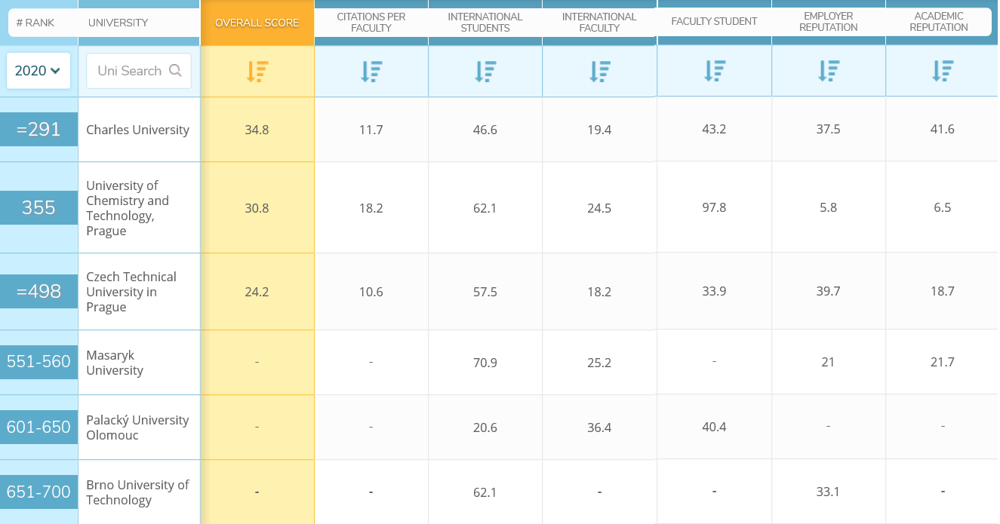 # RANK UNIVERSITY OVERALL SCORE CITATIONS PER FACULTY INTERNATIONAL STUDENTS INTERNATIONAL FACULTY FACULTY STUDENT EMPLOYER REPUTATION ACADEMIC REPUTATION
2020 Uni Search
=291 Charles University 34.8 11.7 46.6 19.4 43.2 37.5 41.6
355 University of Chemistry and Technology, Prague 30.8 18.2 62.1 24.5 97.8 5.8 6.5
=498 Czech Technical University in Prague 24.2 10.6 57.5 18.2 33.9 39.7 18.7
551-560 Masaryk University - - 70.9 25.2 - 21 21.7
601-650 Palacký University Olomouc - - 20.6 36.4 40.4 - -
651-700 Brno University of Technology - - 62.1 - - 33.1 -